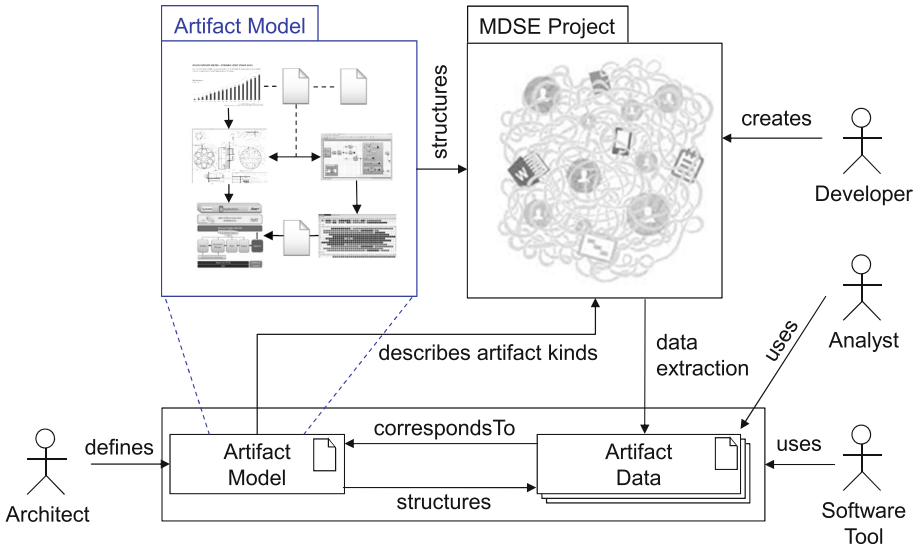 Artifact Model
MDSE Project
structures
creates
Developer
Analyst
uses
describes artifact kinds
data
extraction
defines
Architect
Artifact
Model
correspondsTo
structures
Artifact
Data
uses
Software
Tool
W